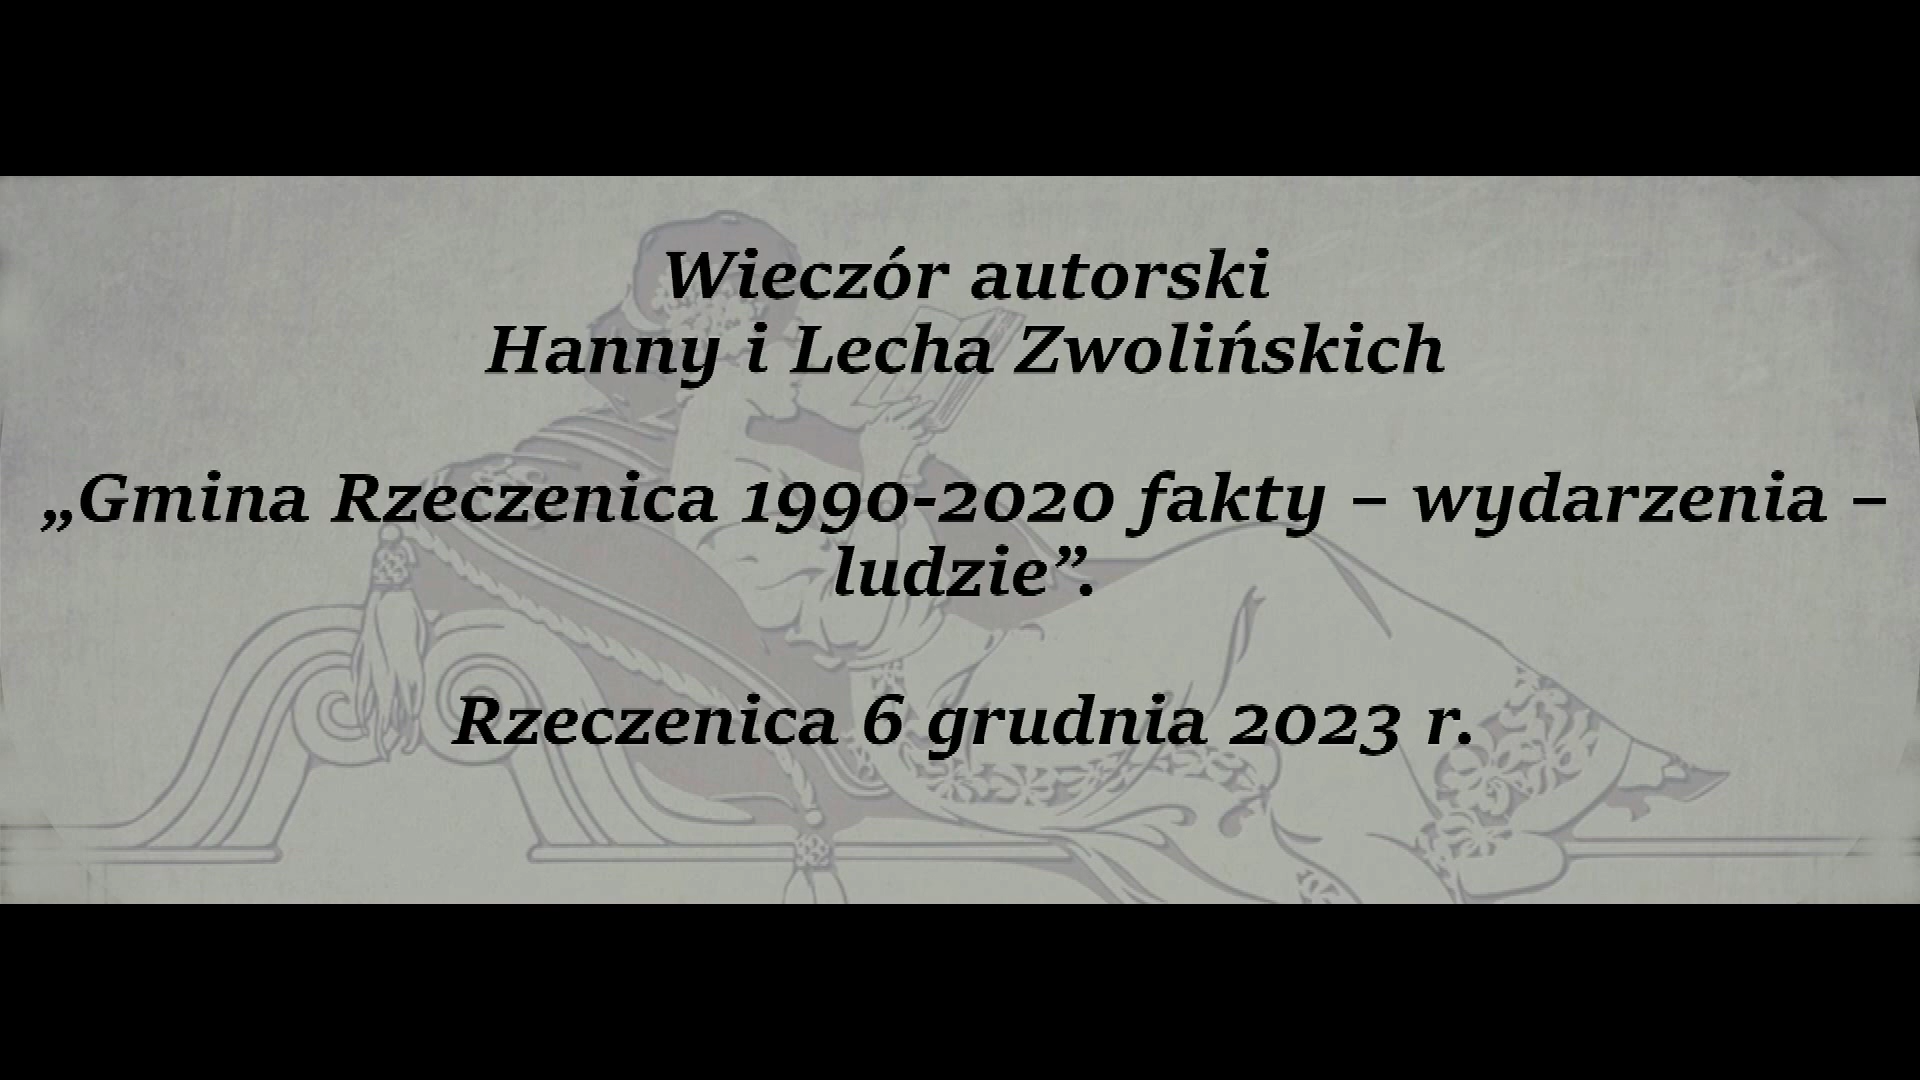 Wieczór autorski
Hanny i Lecha Zwolińskich
„Gmina Rzeczenica 1990-2020 fakty – wydarzenia –
ludzie”.
Rzeczenica 6 grudnia 2023 r.